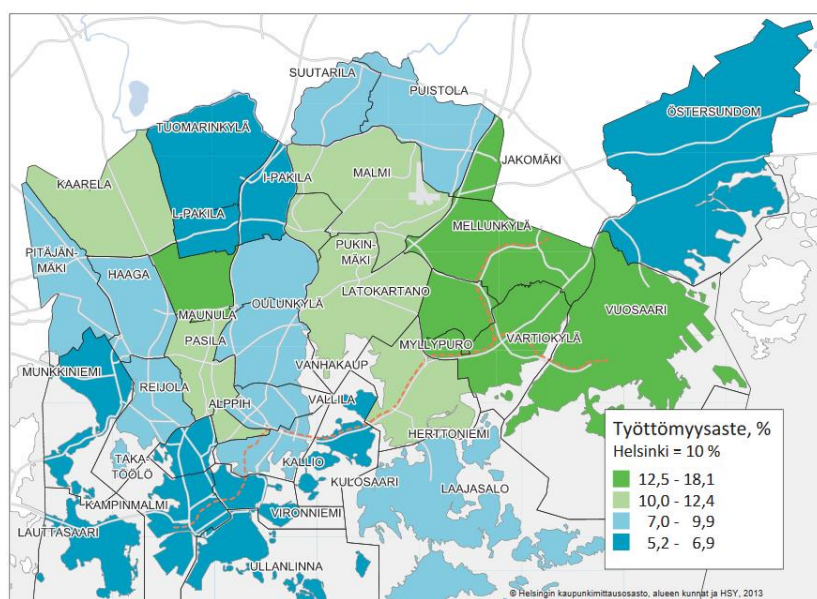 SUUTARILA
PUISTOLA
ÖSTERSUNDOM
TUOMARINKYLÄ
I-PAKILA
MALMI
JAKOMÄKI
KAARELA
L-PAKILA
MELLUNKYLÄ
PITÄJÄN-
MÄKI
HAAGA
PUKIN-
MÄKI
LATOKARTANO
OULUNKYLÄ
MAUNULA
VUOSAARI
PASILA
MYLLYPURO
VARTIOKYLÄ
VANHAKAUP
MUNKKINIEMI
REIJOLA
ALPPIH
VALLILA
HERTTONIEMI
TAKA-
TÖÖLÖ
KALLIO
KULOSAARI
LAAJASALO
KAMPINMALMI
VIRONNIEMI
LAUTTASAARI
ULLANLINNA
Työttömyysaste, %
Helsinki = 10 %
12,5 - 18,1
10,0 - 12,4
7,0 - 9,9
5,2 - 6,9
© Helsingin kaupunkimittausosasto, alueen kunnat ja HSY, 2013